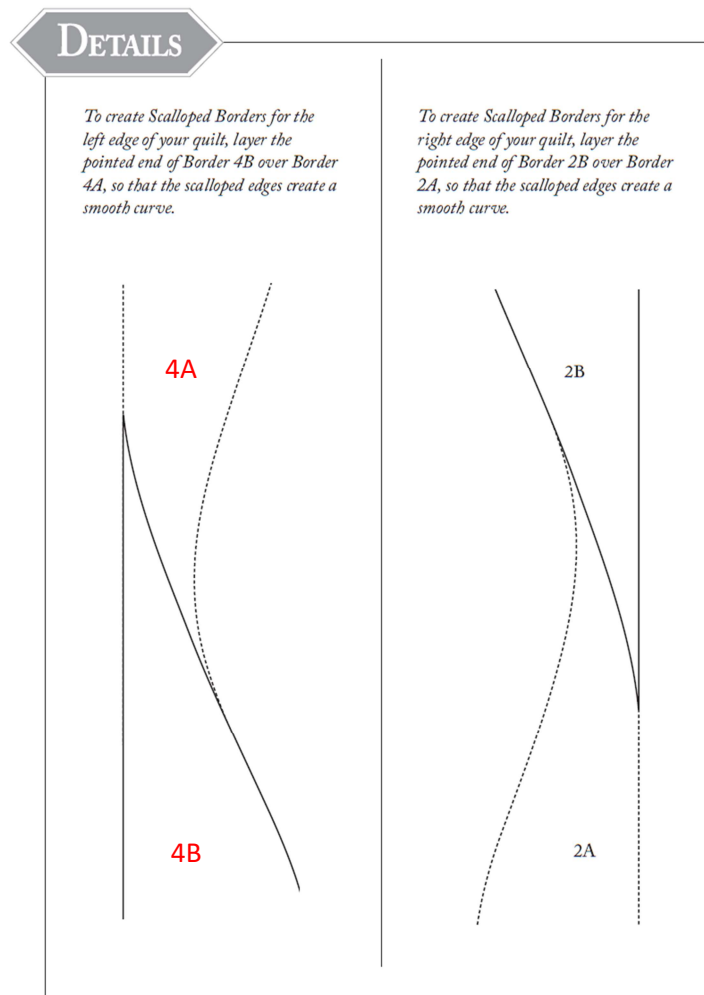 DETAILS
To create Scalloped Borders for the
left edge of your quilt, layer the
pointed end of Border 4B over Border
4A, so that the scalloped edges create a
smooth curve.
4A
4B
To create Scalloped Borders for the
right edge of your quilt, layer the
pointed end of Border 2B over Border
2A, so that the scalloped edges create a
smooth curve.
2B
2A